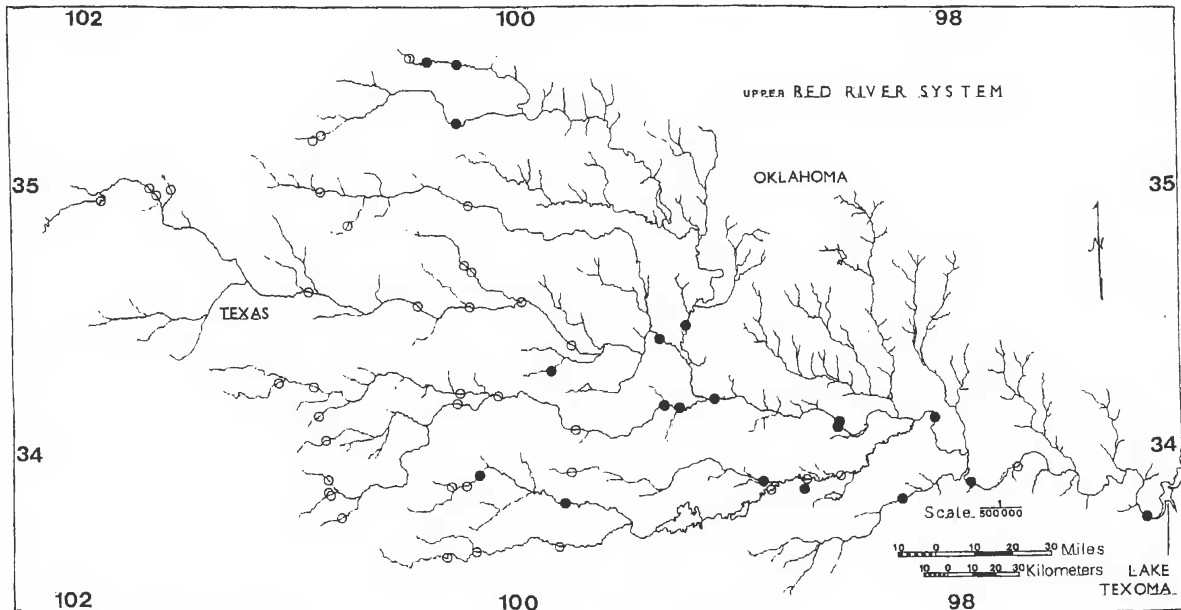 102 100 98
UPPER RED RIVER SYSTEM
OKLAHOMA
35 35
TEXAS
34 34
Scale 1/500000
10 0 10 20 30 Miles
10 0 10 20 30 Kilometers
LAKE
TEXOMA
102 100 98